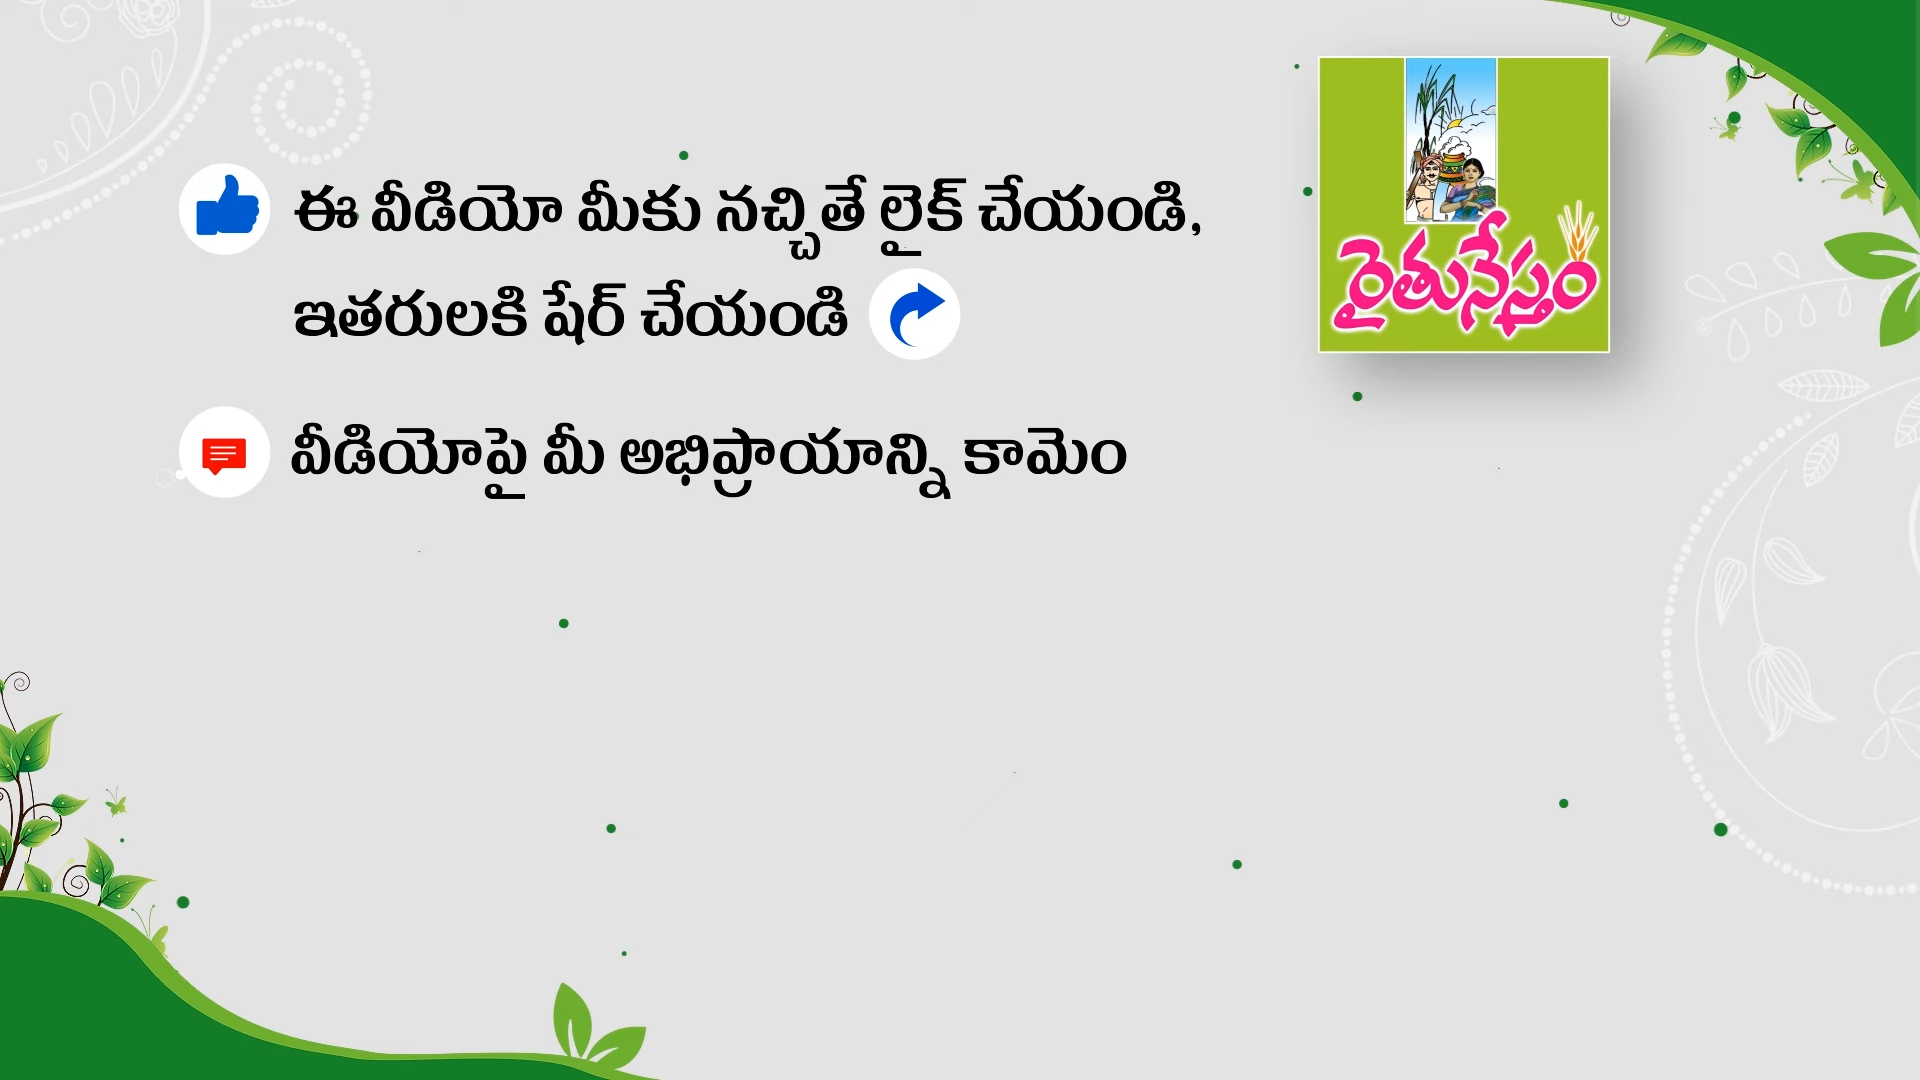 ఈ వీడియో మీకు నచ్చితే లైక్ చేయండి,
ఇతరులకి షేర్ చేయండి
వీడియోపై మీ అభిప్రాయాన్ని కామెం
రైతునేస్తం